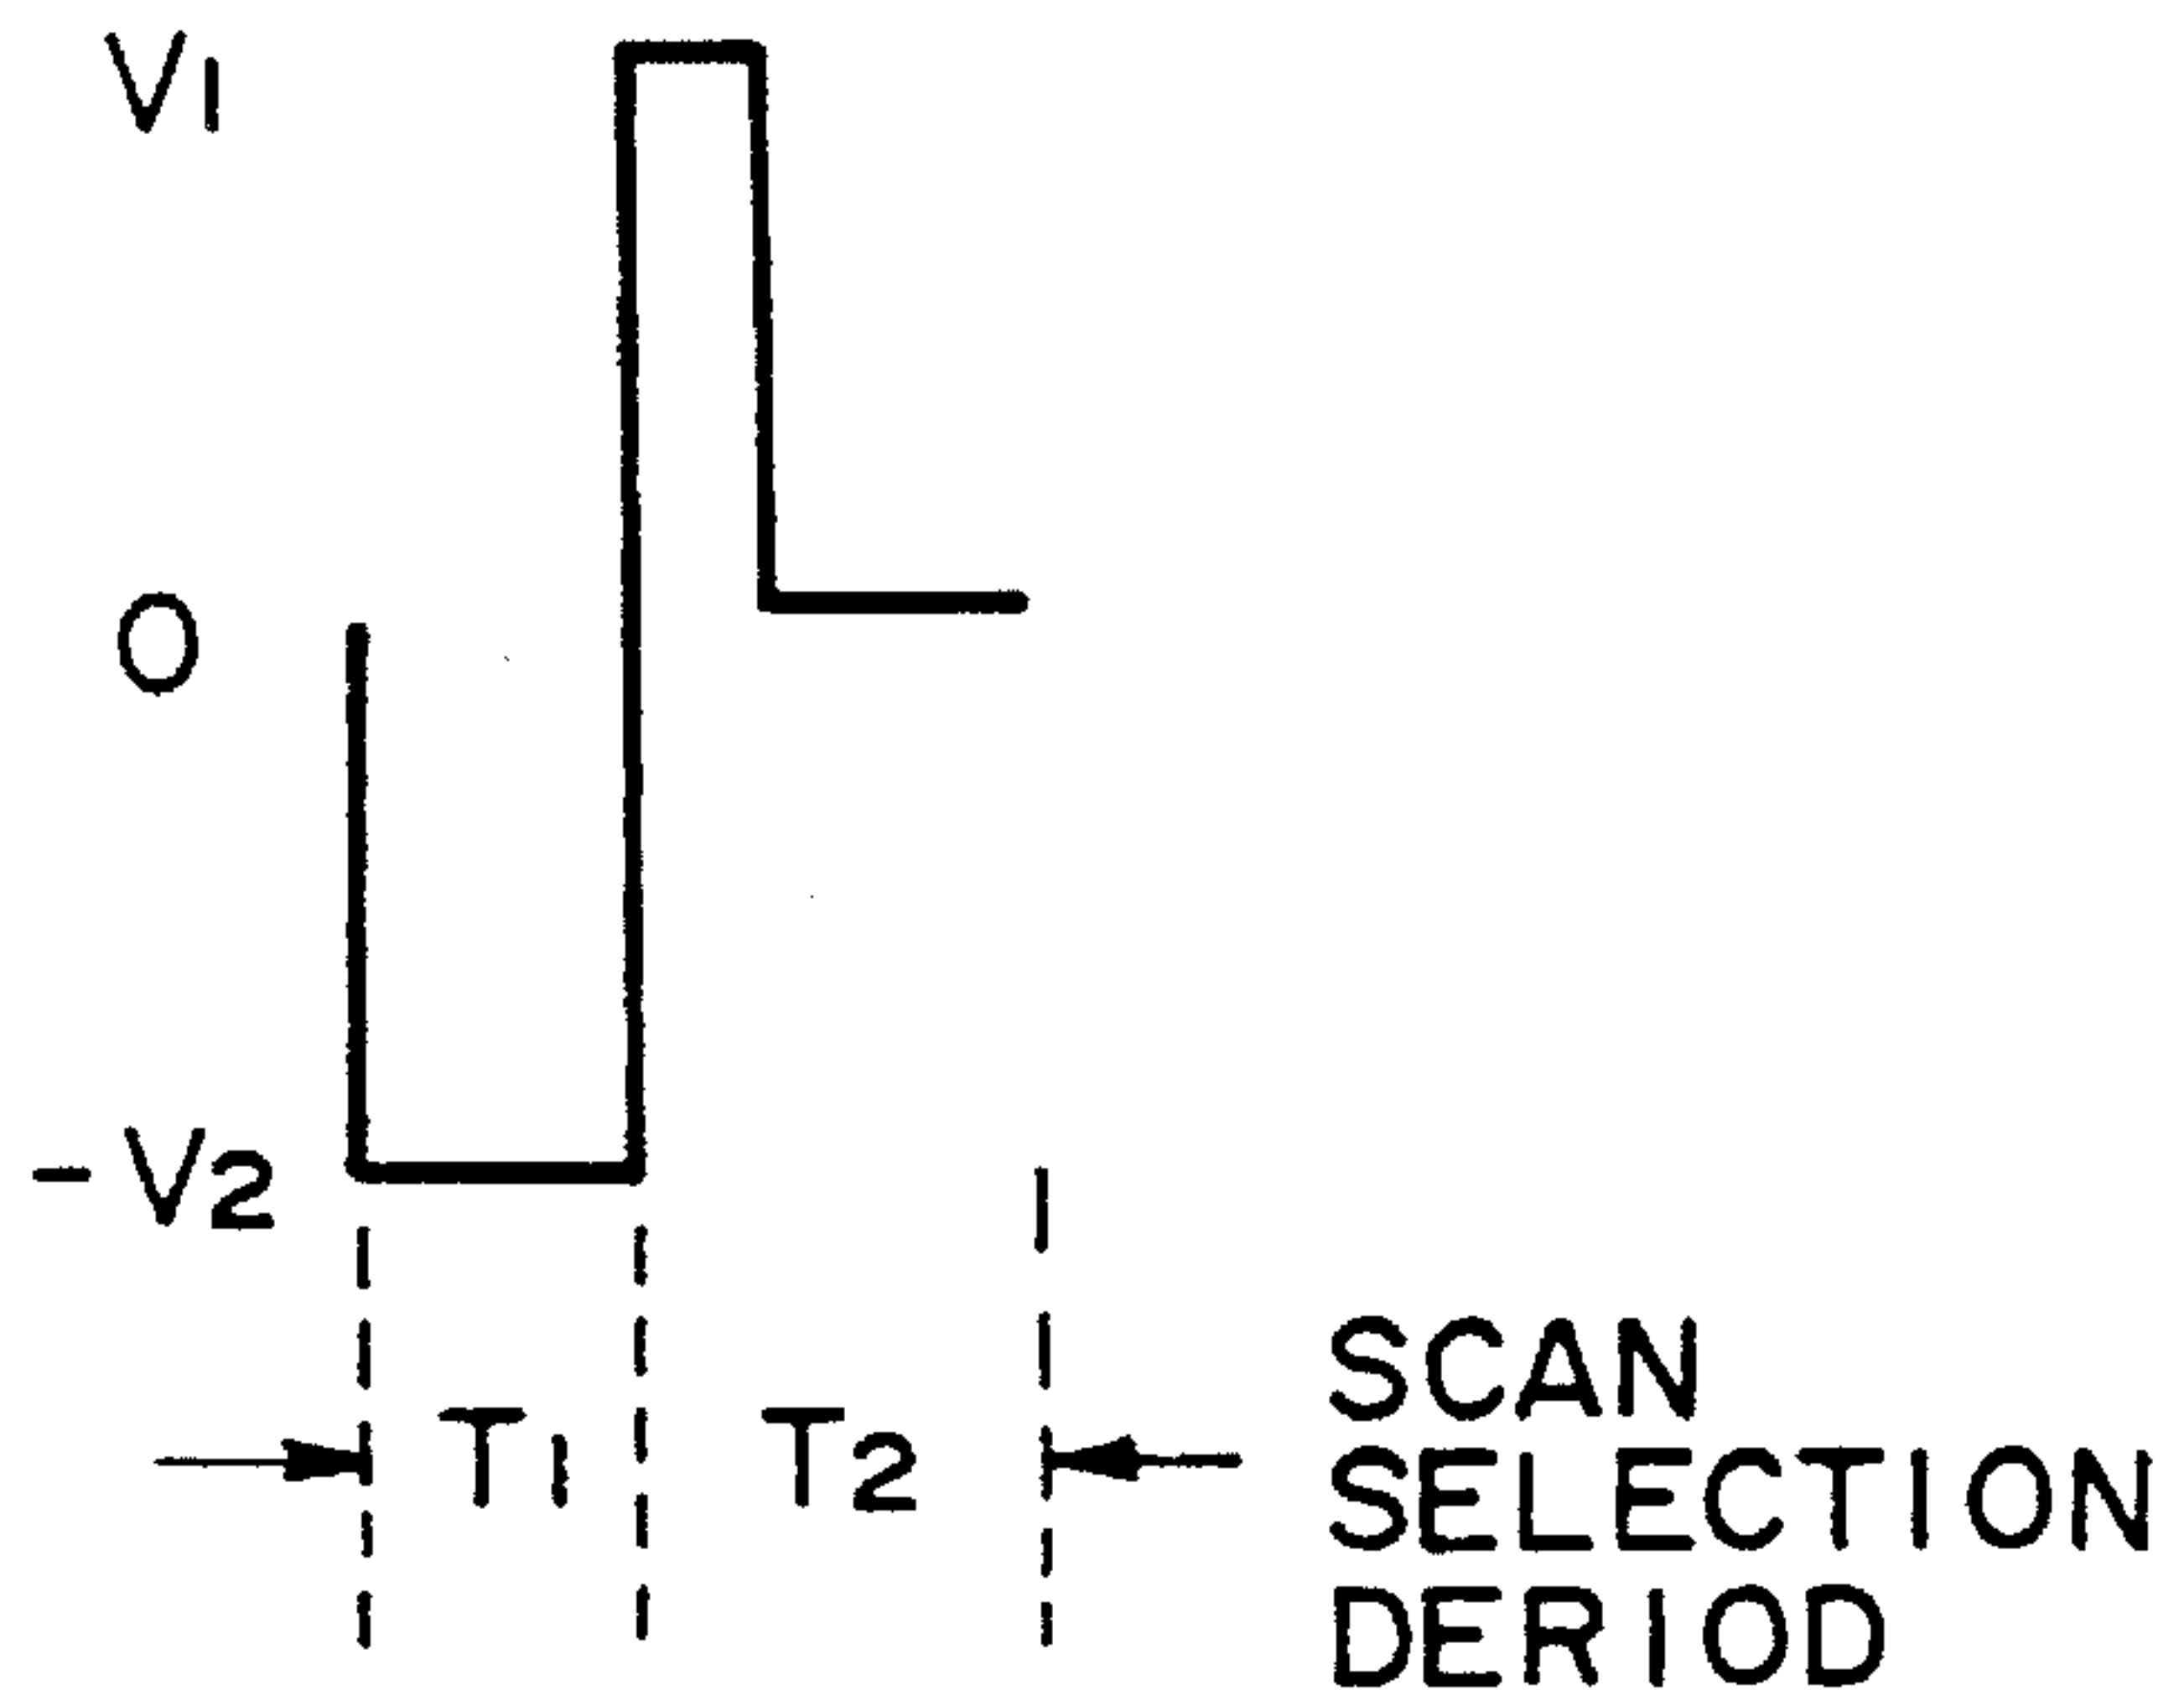 V1
0
-V2
T1 T2
SCAN
SELECTION
DERIOD